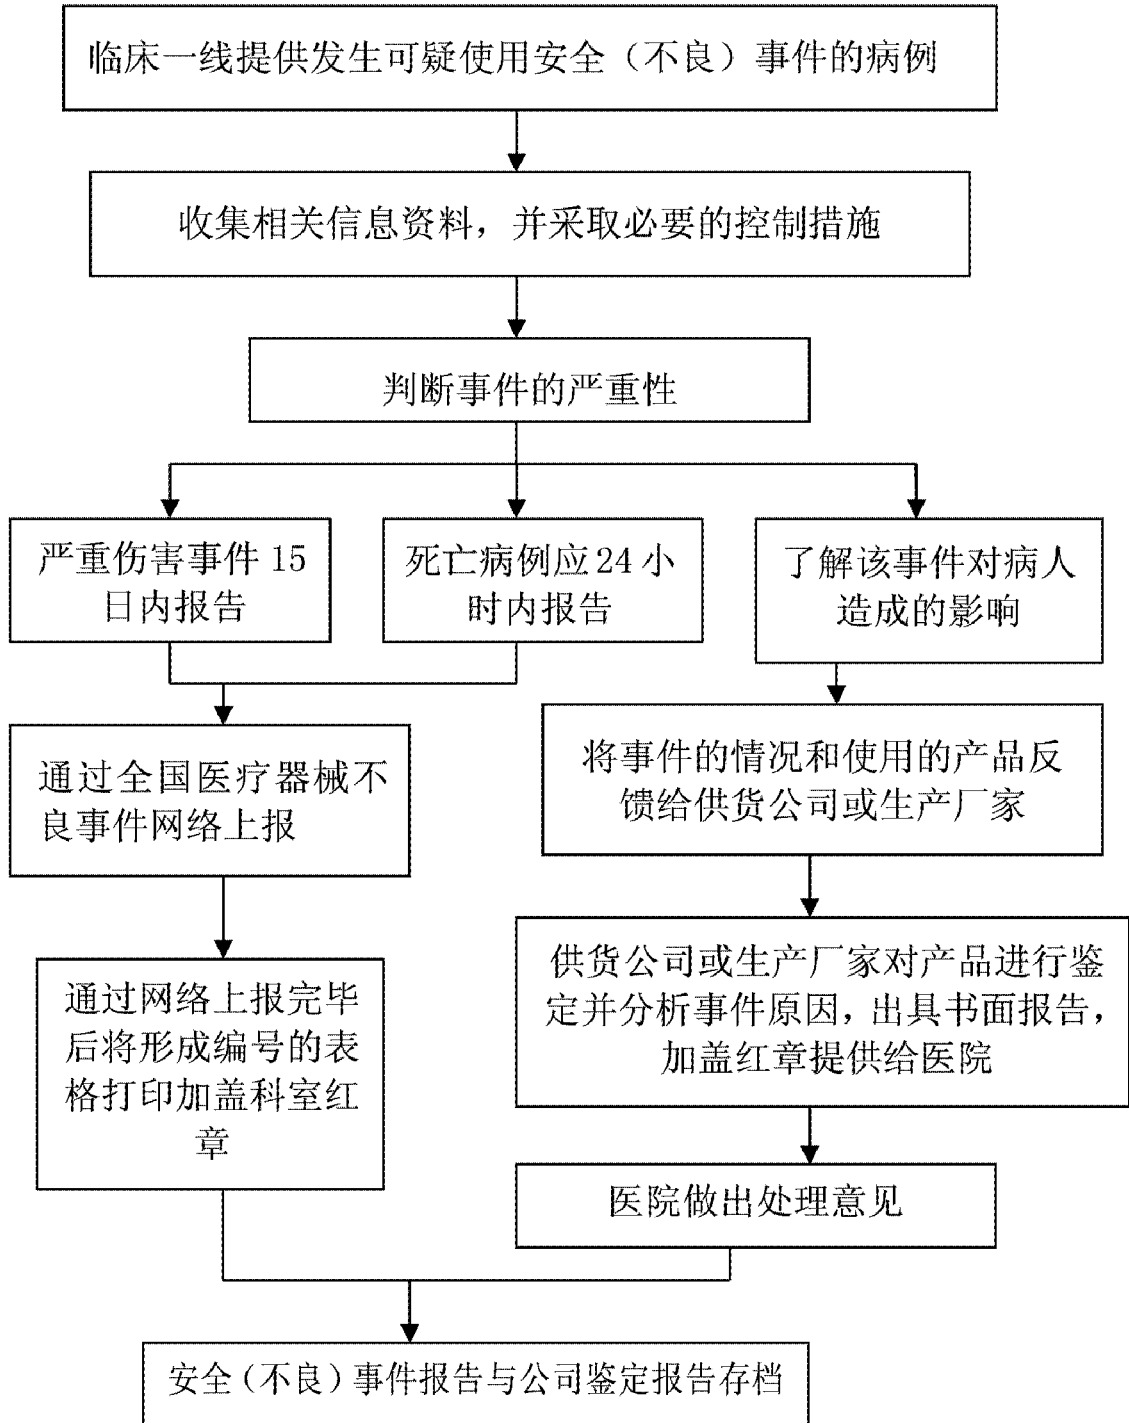 临床一线提供发生可疑使用安全（不良）事件的病例
收集相关信息资料，并采取必要的控制措施
判断事件的严重性
严重伤害事件15
日内报告
死亡病例应24小
时内报告
了解该事件对病人
造成的影响
通过全国医疗器械不
良事件网络上报
将事件的情况和使用的产品反
馈给供货公司或生产厂家
通过网络上报完毕
后将形成编号的表
格打印加盖科室红
章
供货公司或生产厂家对产品进行鉴
定并分析事件原因，出具书面报告，
加盖红章提供给医院
医院做出处理意见
安全（不良）事件报告与公司鉴定报告存档